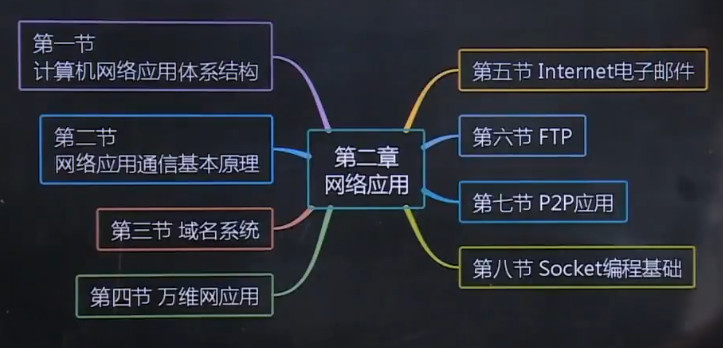 第一节
计算机网络应用体系结构
第二节
网络应用通信基本原理
第三节 域名系统
第四节 万维网应用
第二章
网络应用
第五节 Internet电子邮件
第六节 FTP
第七节 P2P应用
第八节 Socket编程基础